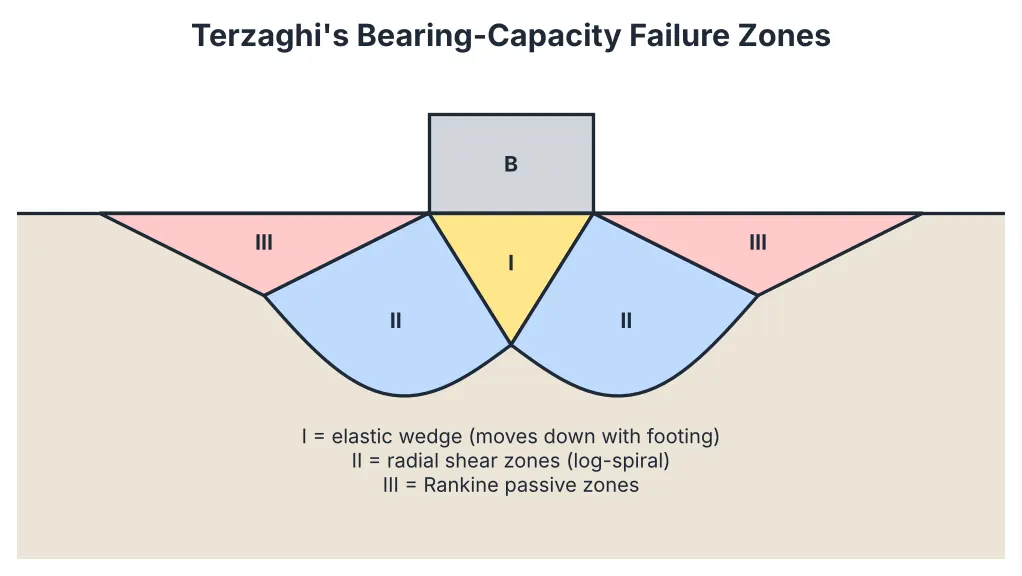 Terzaghi's Bearing-Capacity Failure Zones
B
III
III
I
II
II
I = elastic wedge (moves down with footing)
II = radial shear zones (log-spiral)
III = Rankine passive zones